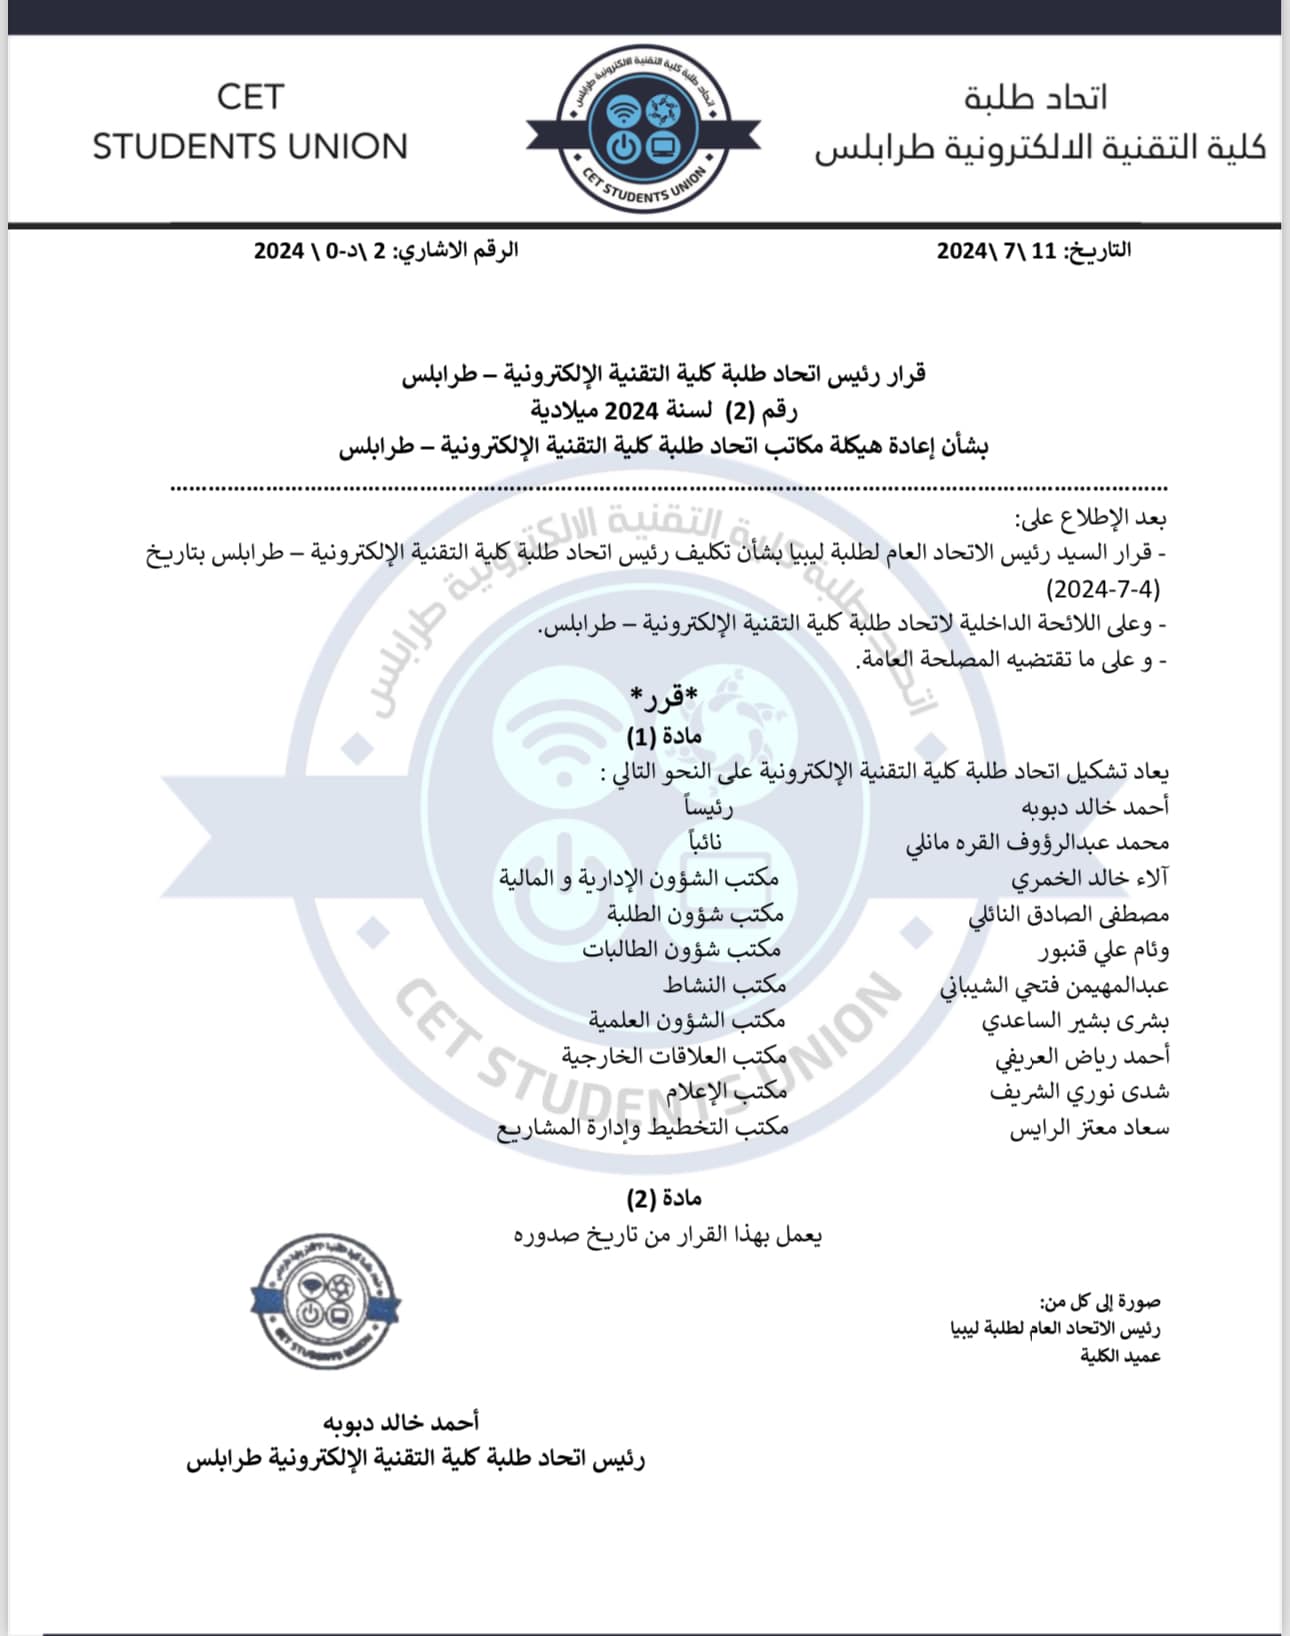 CET
STUDENTS UNION
اتحاد طلبة كلية التقنية الالكترونية طرابلس
CET STUDENTS UNION
اتحاد طلبة
كلية التقنية الالكترونية طرابلس
التاريخ: 11 \7 \2024
الرقم الاشاري: 2 \د-0 \ 2024
قرار رئيس اتحاد طلبة كلية التقنية الإلكترونية – طرابلس
رقم (2) لسنة 2024 ميلادية
بشأن إعادة هيكلة مكاتب اتحاد طلبة كلية التقنية الإلكترونية – طرابلس
بعد الإطلاع على:
- قرار السيد رئيس الاتحاد العام لطلبة ليبيا بشأن تكليف رئيس اتحاد طلبة كلية التقنية الإلكترونية – طرابلس بتاريخ
(2024-7-4)
- وعلى اللائحة الداخلية لاتحاد طلبة كلية التقنية الإلكترونية – طرابلس.
- و على ما تقتضيه المصلحة العامة.
*قرر*
مادة (1)
يعاد تشكيل اتحاد طلبة كلية التقنية الإلكترونية على النحو التالي :
أحمد خالد دبوبه رئيساً
محمد عبدالرؤوف القره مانلي نائباً
آلاء خالد الخمري مكتب الشؤون الإدارية و المالية
مصطفى الصادق النائلي مكتب شؤون الطلبة
وئام علي قنبور مكتب شؤون الطالبات
عبدالمهيمن فتحي الشيباني مكتب النشاط
بشرى بشير الساعدي مكتب الشؤون العلمية
أحمد رياض العريفي مكتب العلاقات الخارجية
شدى نوري الشريف مكتب الإعلام
سعاد معتز الرايس مكتب التخطيط وإدارة المشاريع
اتحاد طلبة كلية التقنية الالكترونية طرابلس
CET STUDENTS UNION
مادة (2)
يعمل بهذا القرار من تاريخ صدوره
صورة إلى كل من:
رئيس الاتحاد العام لطلبة ليبيا
عميد الكلية
CET STUDENTS UNION
أحمد خالد دبوبه
رئيس اتحاد طلبة كلية التقنية الإلكترونية طرابلس